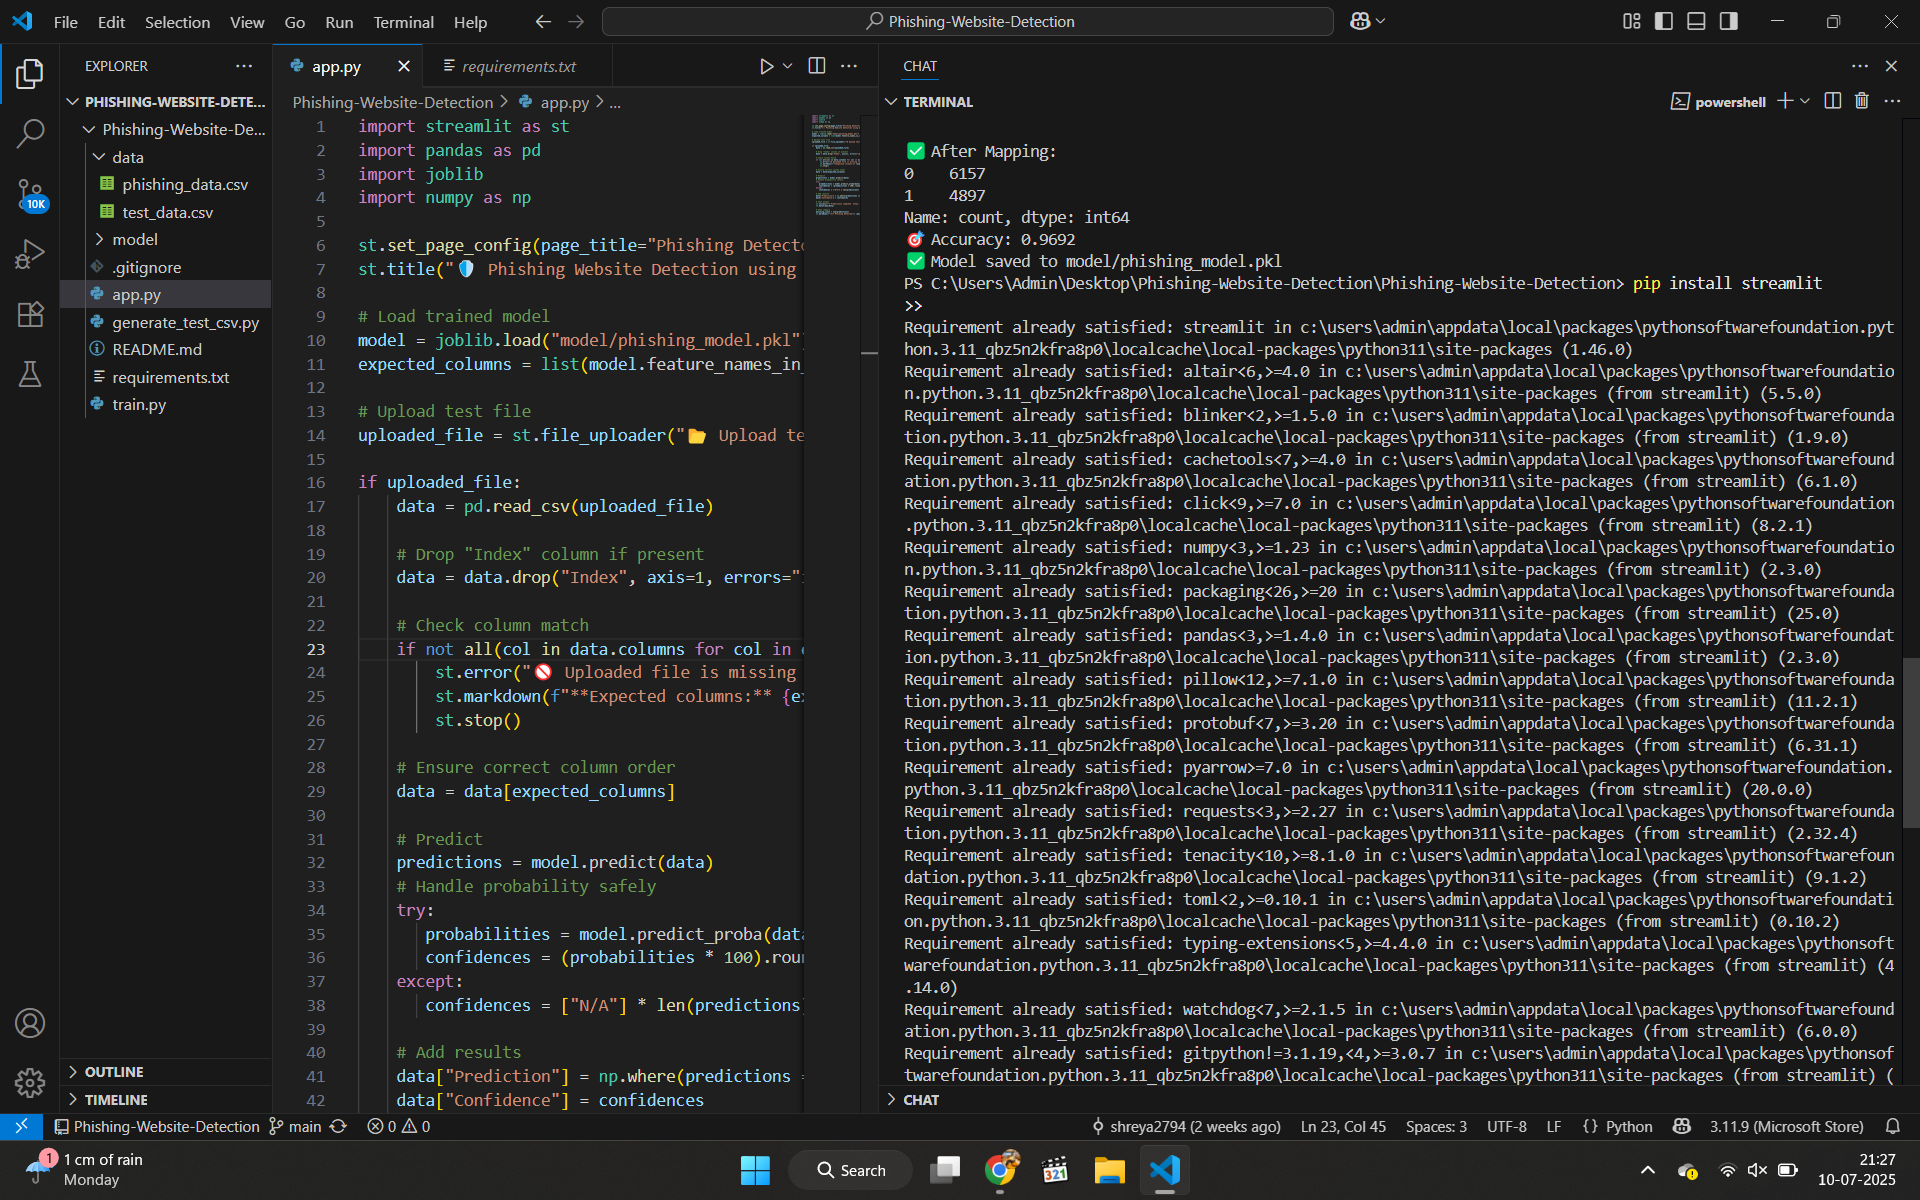 File Edit Selection View Go Run Terminal Help
Phishing-Website-Detection
EXPLORER
PHISHING-WEBSITE-DETE...
Phishing-Website-De...
data
phishing_data.csv
test_data.csv
model
.gitignore
app.py
generate_test_csv.py
README.md
requirements.txt
train.py
OUTLINE
TIMELINE
10K
app.py
requirements.txt
Phishing-Website-Detection > app.py > ...
1 import streamlit as st
2 import pandas as pd
3 import joblib
4 import numpy as np
5
6 st.set_page_config(page_title="Phishing Detecto
7 st.title("🛡️ Phishing Website Detection using
8
9 # Load trained model
10 model = joblib.load("model/phishing_model.pkl")
11 expected_columns = list(model.feature_names_in_
12
13 # Upload test file
14 uploaded_file = st.file_uploader("📂 Upload te
15
16 if uploaded_file:
17 data = pd.read_csv(uploaded_file)
18
19 # Drop "Index" column if present
20 data = data.drop("Index", axis=1, errors="i
21
22 # Check column match
23 if not all(col in data.columns for col in e
24 st.error("🚫 Uploaded file is missing
25 st.markdown(f"**Expected columns:** {ex
26 st.stop()
27
28 # Ensure correct column order
29 data = data[expected_columns]
30
31 # Predict
32 predictions = model.predict(data)
33 # Handle probability safely
34 try:
35 probabilities = model.predict_proba(data
36 confidences = (probabilities * 100).roun
37 except:
38 confidences = ["N/A"] * len(predictions)
39
40 # Add results
41 data["Prediction"] = np.where(predictions =
42 data["Confidence"] = confidences
CHAT
TERMINAL
powershell
✅ After Mapping:
0 6157
1 4897
Name: count, dtype: int64
🎯 Accuracy: 0.9692
✅ Model saved to model/phishing_model.pkl
PS C:\Users\Admin\Desktop\Phishing-Website-Detection\Phishing-Website-Detection> pip install streamlit
>>
Requirement already satisfied: streamlit in c:\users\admin\appdata\local\packages\pythonsoftwarefoundation.pyt
hon.3.11_qbz5n2kfra8p0\localcache\local-packages\python311\site-packages (1.46.0)
Requirement already satisfied: altair<6,>=4.0 in c:\users\admin\appdata\local\packages\pythonsoftwarefoundatio
n.python.3.11_qbz5n2kfra8p0\localcache\local-packages\python311\site-packages (from streamlit) (5.5.0)
Requirement already satisfied: blinker<2,>=1.5.0 in c:\users\admin\appdata\local\packages\pythonsoftwarefounda
tion.python.3.11_qbz5n2kfra8p0\localcache\local-packages\python311\site-packages (from streamlit) (1.9.0)
Requirement already satisfied: cachetools<7,>=4.0 in c:\users\admin\appdata\local\packages\pythonsoftwarefound
ation.python.3.11_qbz5n2kfra8p0\localcache\local-packages\python311\site-packages (from streamlit) (6.1.0)
Requirement already satisfied: click<9,>=7.0 in c:\users\admin\appdata\local\packages\pythonsoftwarefoundation
.python.3.11_qbz5n2kfra8p0\localcache\local-packages\python311\site-packages (from streamlit) (8.2.1)
Requirement already satisfied: numpy<3,>=1.23 in c:\users\admin\appdata\local\packages\pythonsoftwarefoundatio
n.python.3.11_qbz5n2kfra8p0\localcache\local-packages\python311\site-packages (from streamlit) (2.3.0)
Requirement already satisfied: packaging<26,>=20 in c:\users\admin\appdata\local\packages\pythonsoftwarefounda
tion.python.3.11_qbz5n2kfra8p0\localcache\local-packages\python311\site-packages (from streamlit) (25.0)
Requirement already satisfied: pandas<3,>=1.4.0 in c:\users\admin\appdata\local\packages\pythonsoftwarefoundat
ion.python.3.11_qbz5n2kfra8p0\localcache\local-packages\python311\site-packages (from streamlit) (2.3.0)
Requirement already satisfied: pillow<12,>=7.1.0 in c:\users\admin\appdata\local\packages\pythonsoftwarefounda
tion.python.3.11_qbz5n2kfra8p0\localcache\local-packages\python311\site-packages (from streamlit) (11.2.1)
Requirement already satisfied: protobuf<7,>=3.20 in c:\users\admin\appdata\local\packages\pythonsoftwarefounda
tion.python.3.11_qbz5n2kfra8p0\localcache\local-packages\python311\site-packages (from streamlit) (6.31.1)
Requirement already satisfied: pyarrow>=7.0 in c:\users\admin\appdata\local\packages\pythonsoftwarefoundation.
python.3.11_qbz5n2kfra8p0\localcache\local-packages\python311\site-packages (from streamlit) (20.0.0)
Requirement already satisfied: requests<3,>=2.27 in c:\users\admin\appdata\local\packages\pythonsoftwarefounda
tion.python.3.11_qbz5n2kfra8p0\localcache\local-packages\python311\site-packages (from streamlit) (2.32.4)
Requirement already satisfied: tenacity<10,>=8.1.0 in c:\users\admin\appdata\local\packages\pythonsoftwarefoun
dation.python.3.11_qbz5n2kfra8p0\localcache\local-packages\python311\site-packages (from streamlit) (9.1.2)
Requirement already satisfied: toml<2,>=0.10.1 in c:\users\admin\appdata\local\packages\pythonsoftwarefoundati
on.python.3.11_qbz5n2kfra8p0\localcache\local-packages\python311\site-packages (from streamlit) (0.10.2)
Requirement already satisfied: typing-extensions<5,>=4.4.0 in c:\users\admin\appdata\local\packages\pythonsoft
warefoundation.python.3.11_qbz5n2kfra8p0\localcache\local-packages\python311\site-packages (from streamlit) (4
.14.0)
Requirement already satisfied: watchdog<7,>=2.1.5 in c:\users\admin\appdata\local\packages\pythonsoftwarefound
ation.python.3.11_qbz5n2kfra8p0\localcache\local-packages\python311\site-packages (from streamlit) (6.0.0)
Requirement already satisfied: gitpython!=3.1.19,<4,>=3.0.7 in c:\users\admin\appdata\local\packages\pythonsof
twarefoundation.python.3.11_qbz5n2kfra8p0\localcache\local-packages\python311\site-packages (from streamlit) (
CHAT
Phishing-Website-Detection main 0 0
shreya2794 (2 weeks ago) Ln 23, Col 45 Spaces: 3 UTF-8 LF {} Python 3.11.9 (Microsoft Store)
1
1 cm of rain
Monday
Search
321
21:27
10-07-2025